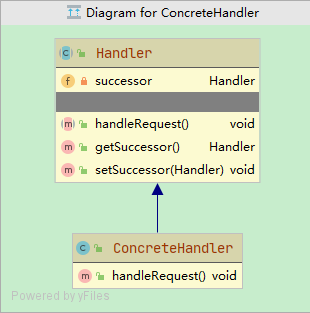 Diagram for ConcreteHandler
C Handler
f successor Handler
m handleRequest() void
m getSuccessor() Handler
m setSuccessor(Handler) void
C ConcreteHandler
m handleRequest() void
Powered by yFiles